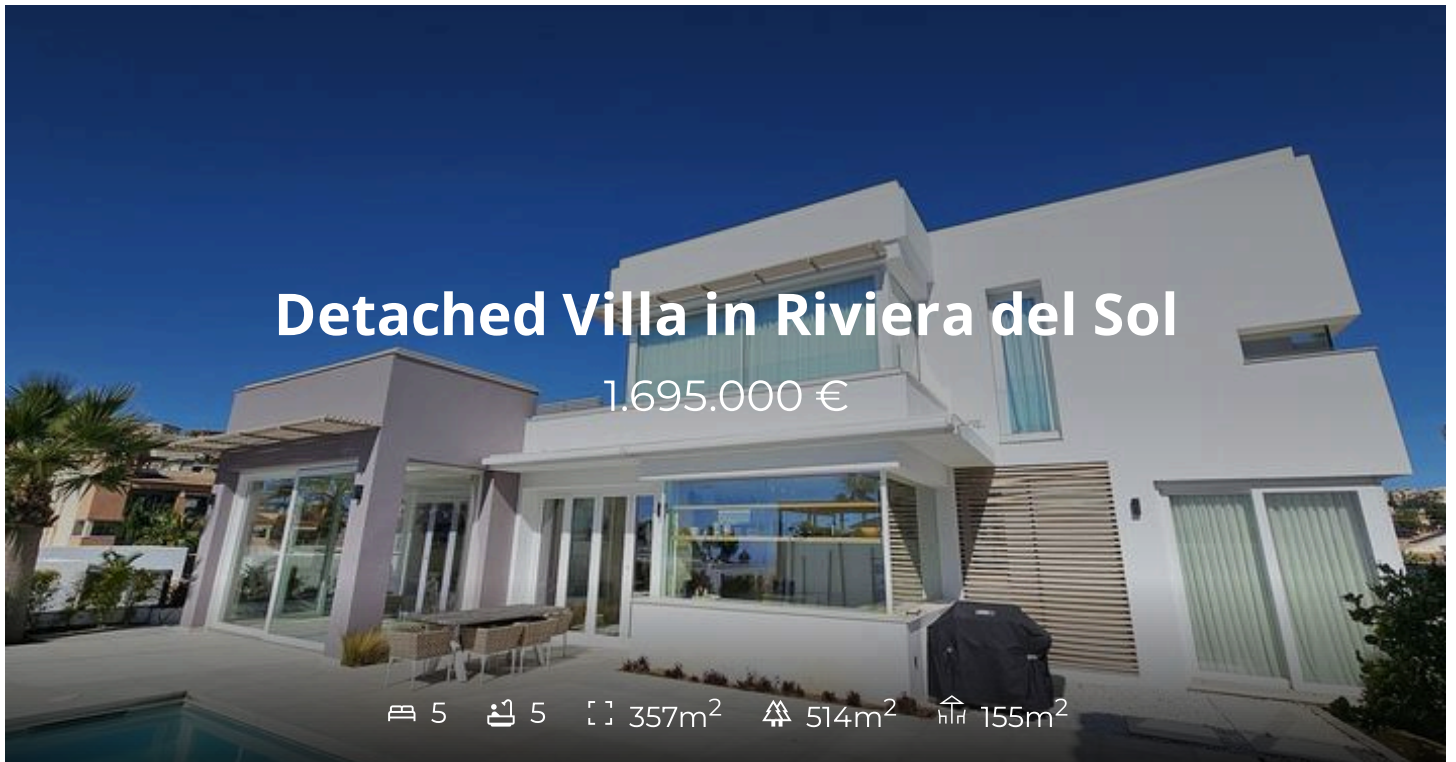 Detached Villa in Riviera del Sol
1.695.000 €
5 5 357m² 514m² 155m²